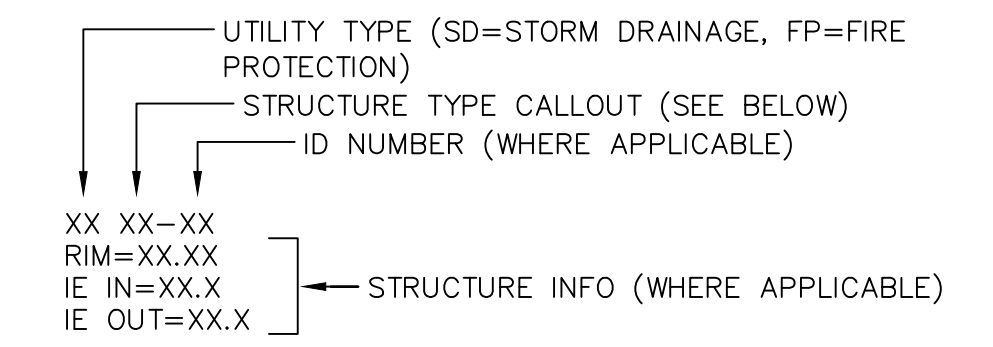 UTILITY TYPE (SD=STORM DRAINAGE, FP=FIRE
PROTECTION)
STRUCTURE TYPE CALLOUT (SEE BELOW)
ID NUMBER (WHERE APPLICABLE)
XX XX-XX
RIM=XX.XX
IE IN=XX.X
IE OUT=XX.X
STRUCTURE INFO (WHERE APPLICABLE)